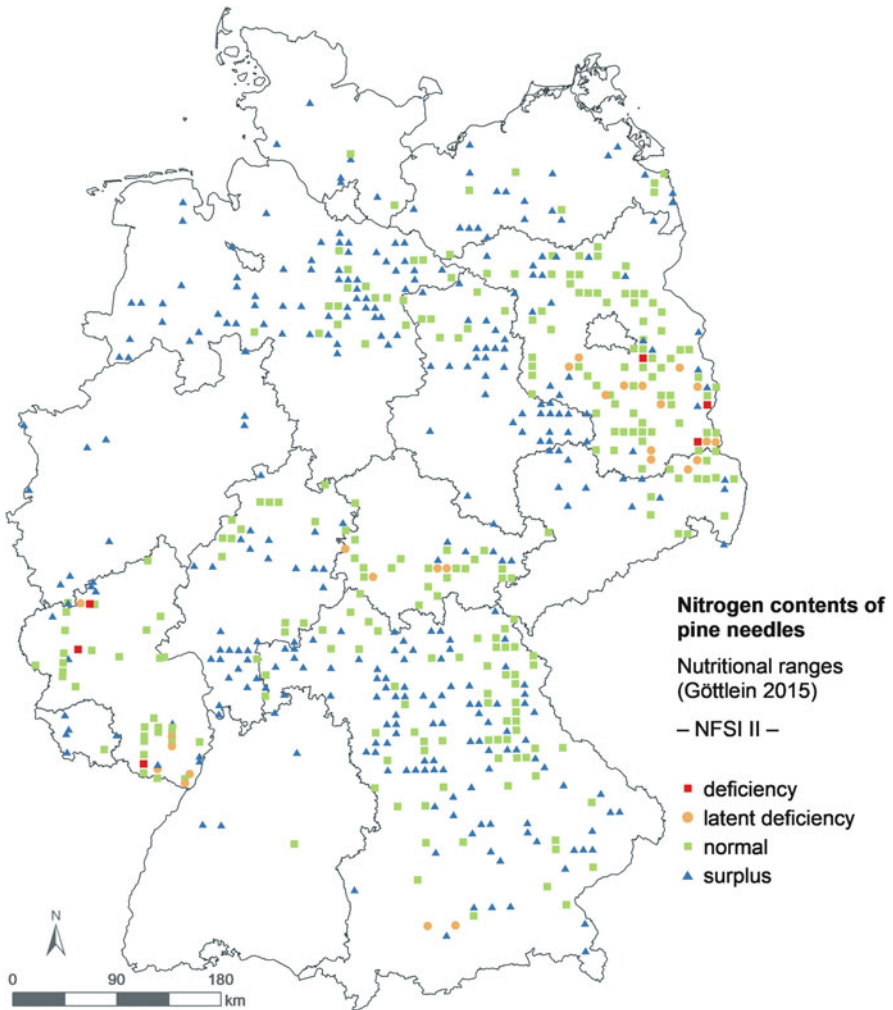 Nitrogen contents of
pine needles
Nutritional ranges
(Göttlein 2015)
– NFSI II –
deficiency
latent deficiency
normal
surplus
N
0 90 180
km